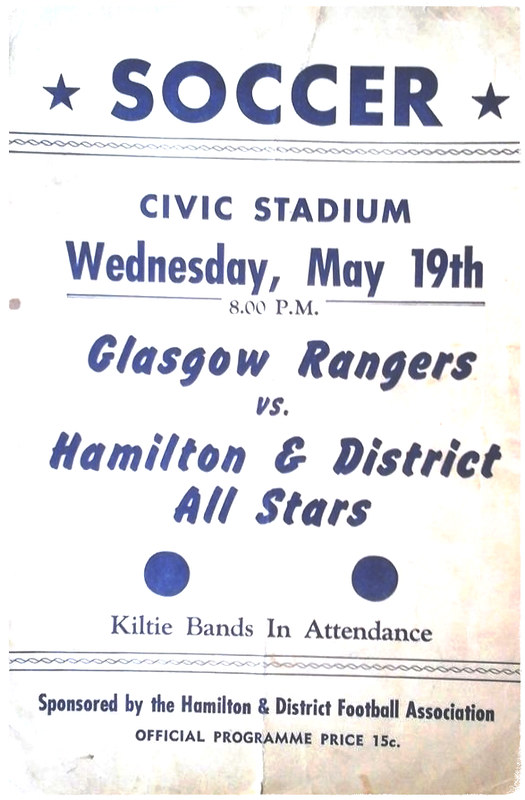 SOCCER
CIVIC STADIUM
Wednesday, May 19th
8.00 P.M.
Glasgow Rangers
vs.
Hamilton & District
All Stars
Kiltie Bands In Attendance
Sponsored by the Hamilton & District Football Association
OFFICIAL PROGRAMME PRICE 15c.